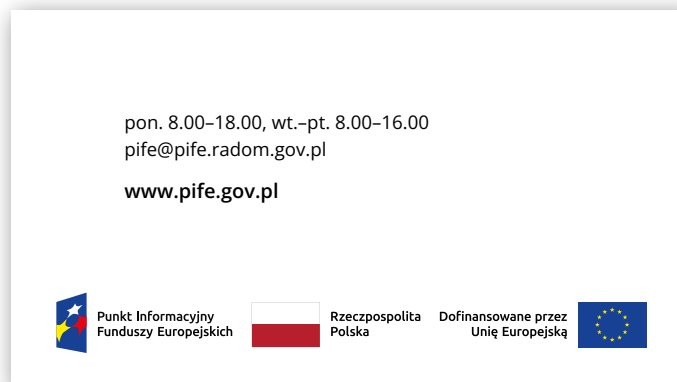 pon. 8.00–18.00, wt.–pt. 8.00–16.00
pife@pife.radom.gov.pl
www.pife.gov.pl
Punkt Informacyjny
Funduszy Europejskich
Rzeczpospolita
Polska
Dofinansowane przez
Unię Europejską